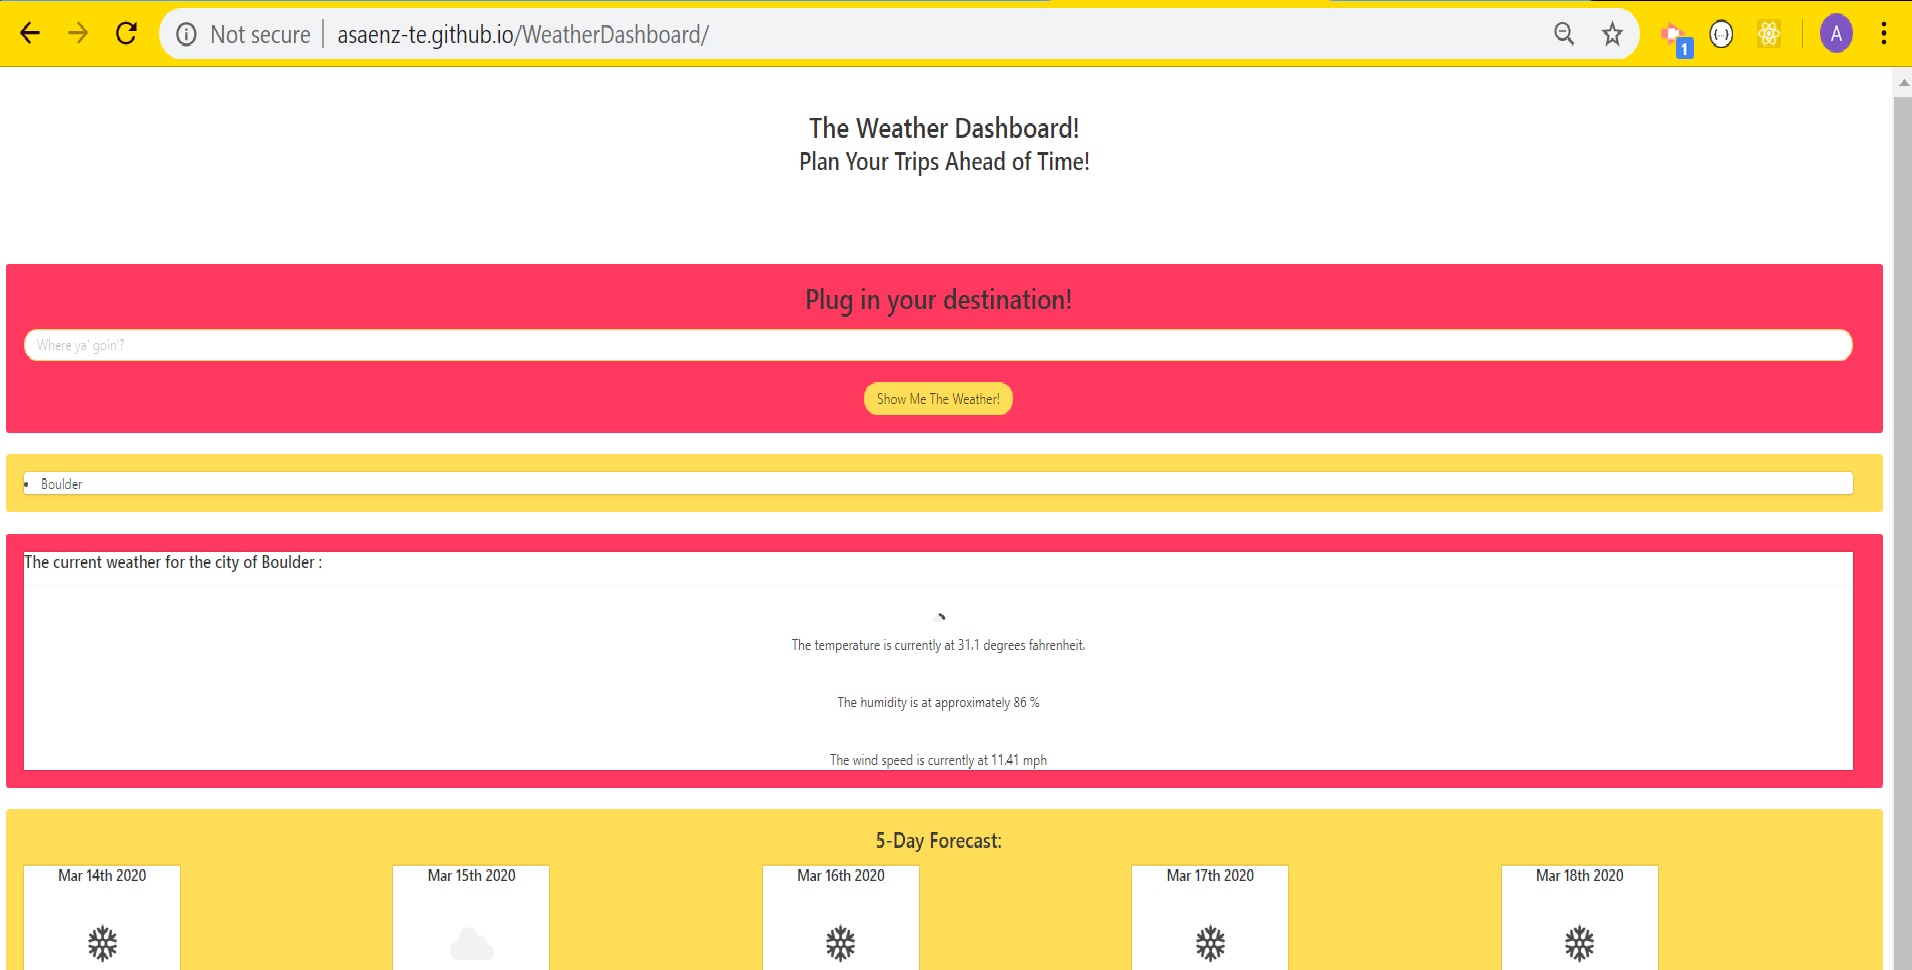 Not secure asaenz-te.github.io/WeatherDashboard/
1
{...}
A
The Weather Dashboard!
Plan Your Trips Ahead of Time!
Plug in your destination!
Where ya' goin'?
Show Me The Weather!
• Boulder
The current weather for the city of Boulder :
The temperature is currently at 31.1 degrees fahrenheit.
The humidity is at approximately 86 %
The wind speed is currently at 11.41 mph
5-Day Forecast:
Mar 14th 2020 Mar 15th 2020 Mar 16th 2020 Mar 17th 2020 Mar 18th 2020